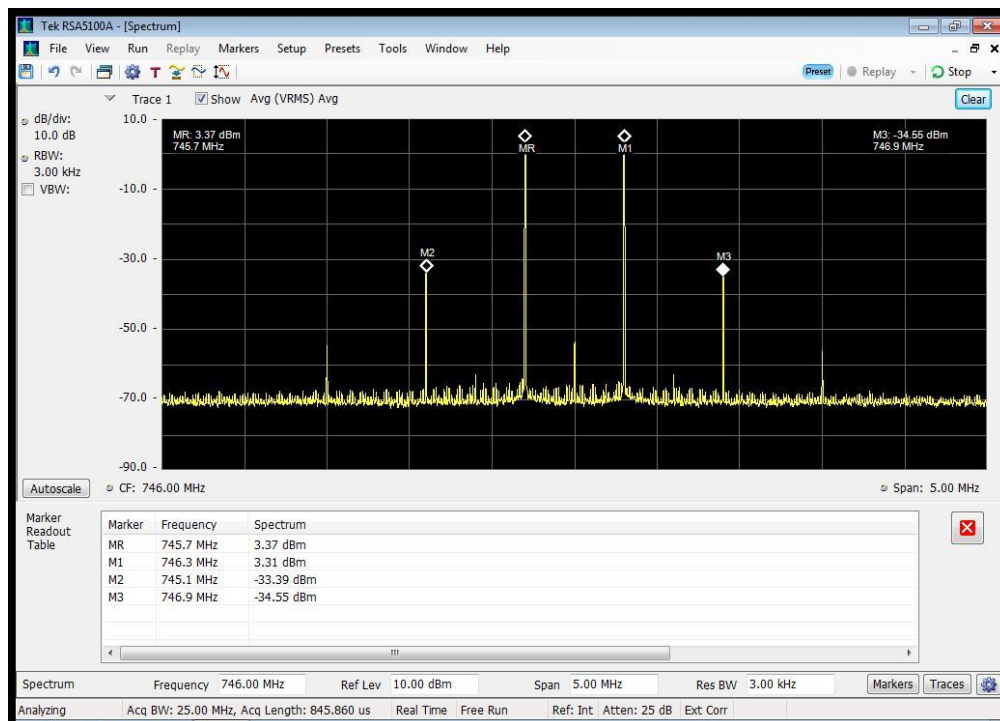 Tek RSA5100A - [Spectrum]
File View Run Replay Markers Setup Presets Tools Window Help
T Preset Replay Stop
Trace 1 Show Avg (VRMS) Avg Clear
dB/div:
10.0 dB
RBW:
3.00 kHz
VBW:
10.0 -
-10.0 -
-30.0 -
-50.0 -
-70.0 -
-90.0 -
MR: 3.37 dBm
745.7 MHz
M3: -34.55 dBm
746.9 MHz
MR
M1
M2
M3
Autoscale CF: 746.00 MHz Span: 5.00 MHz
Marker
Readout
Table
Marker Frequency Spectrum
MR 745.7 MHz 3.37 dBm
M1 746.3 MHz 3.31 dBm
M2 745.1 MHz -33.39 dBm
M3 746.9 MHz -34.55 dBm
Spectrum Frequency 746.00 MHz Ref Lev 10.00 dBm Span 5.00 MHz Res BW 3.00 kHz Markers Traces
Analyzing Acq BW: 25.00 MHz, Acq Length: 845.860 us Real Time Free Run Ref: Int Atten: 25 dB Ext Corr